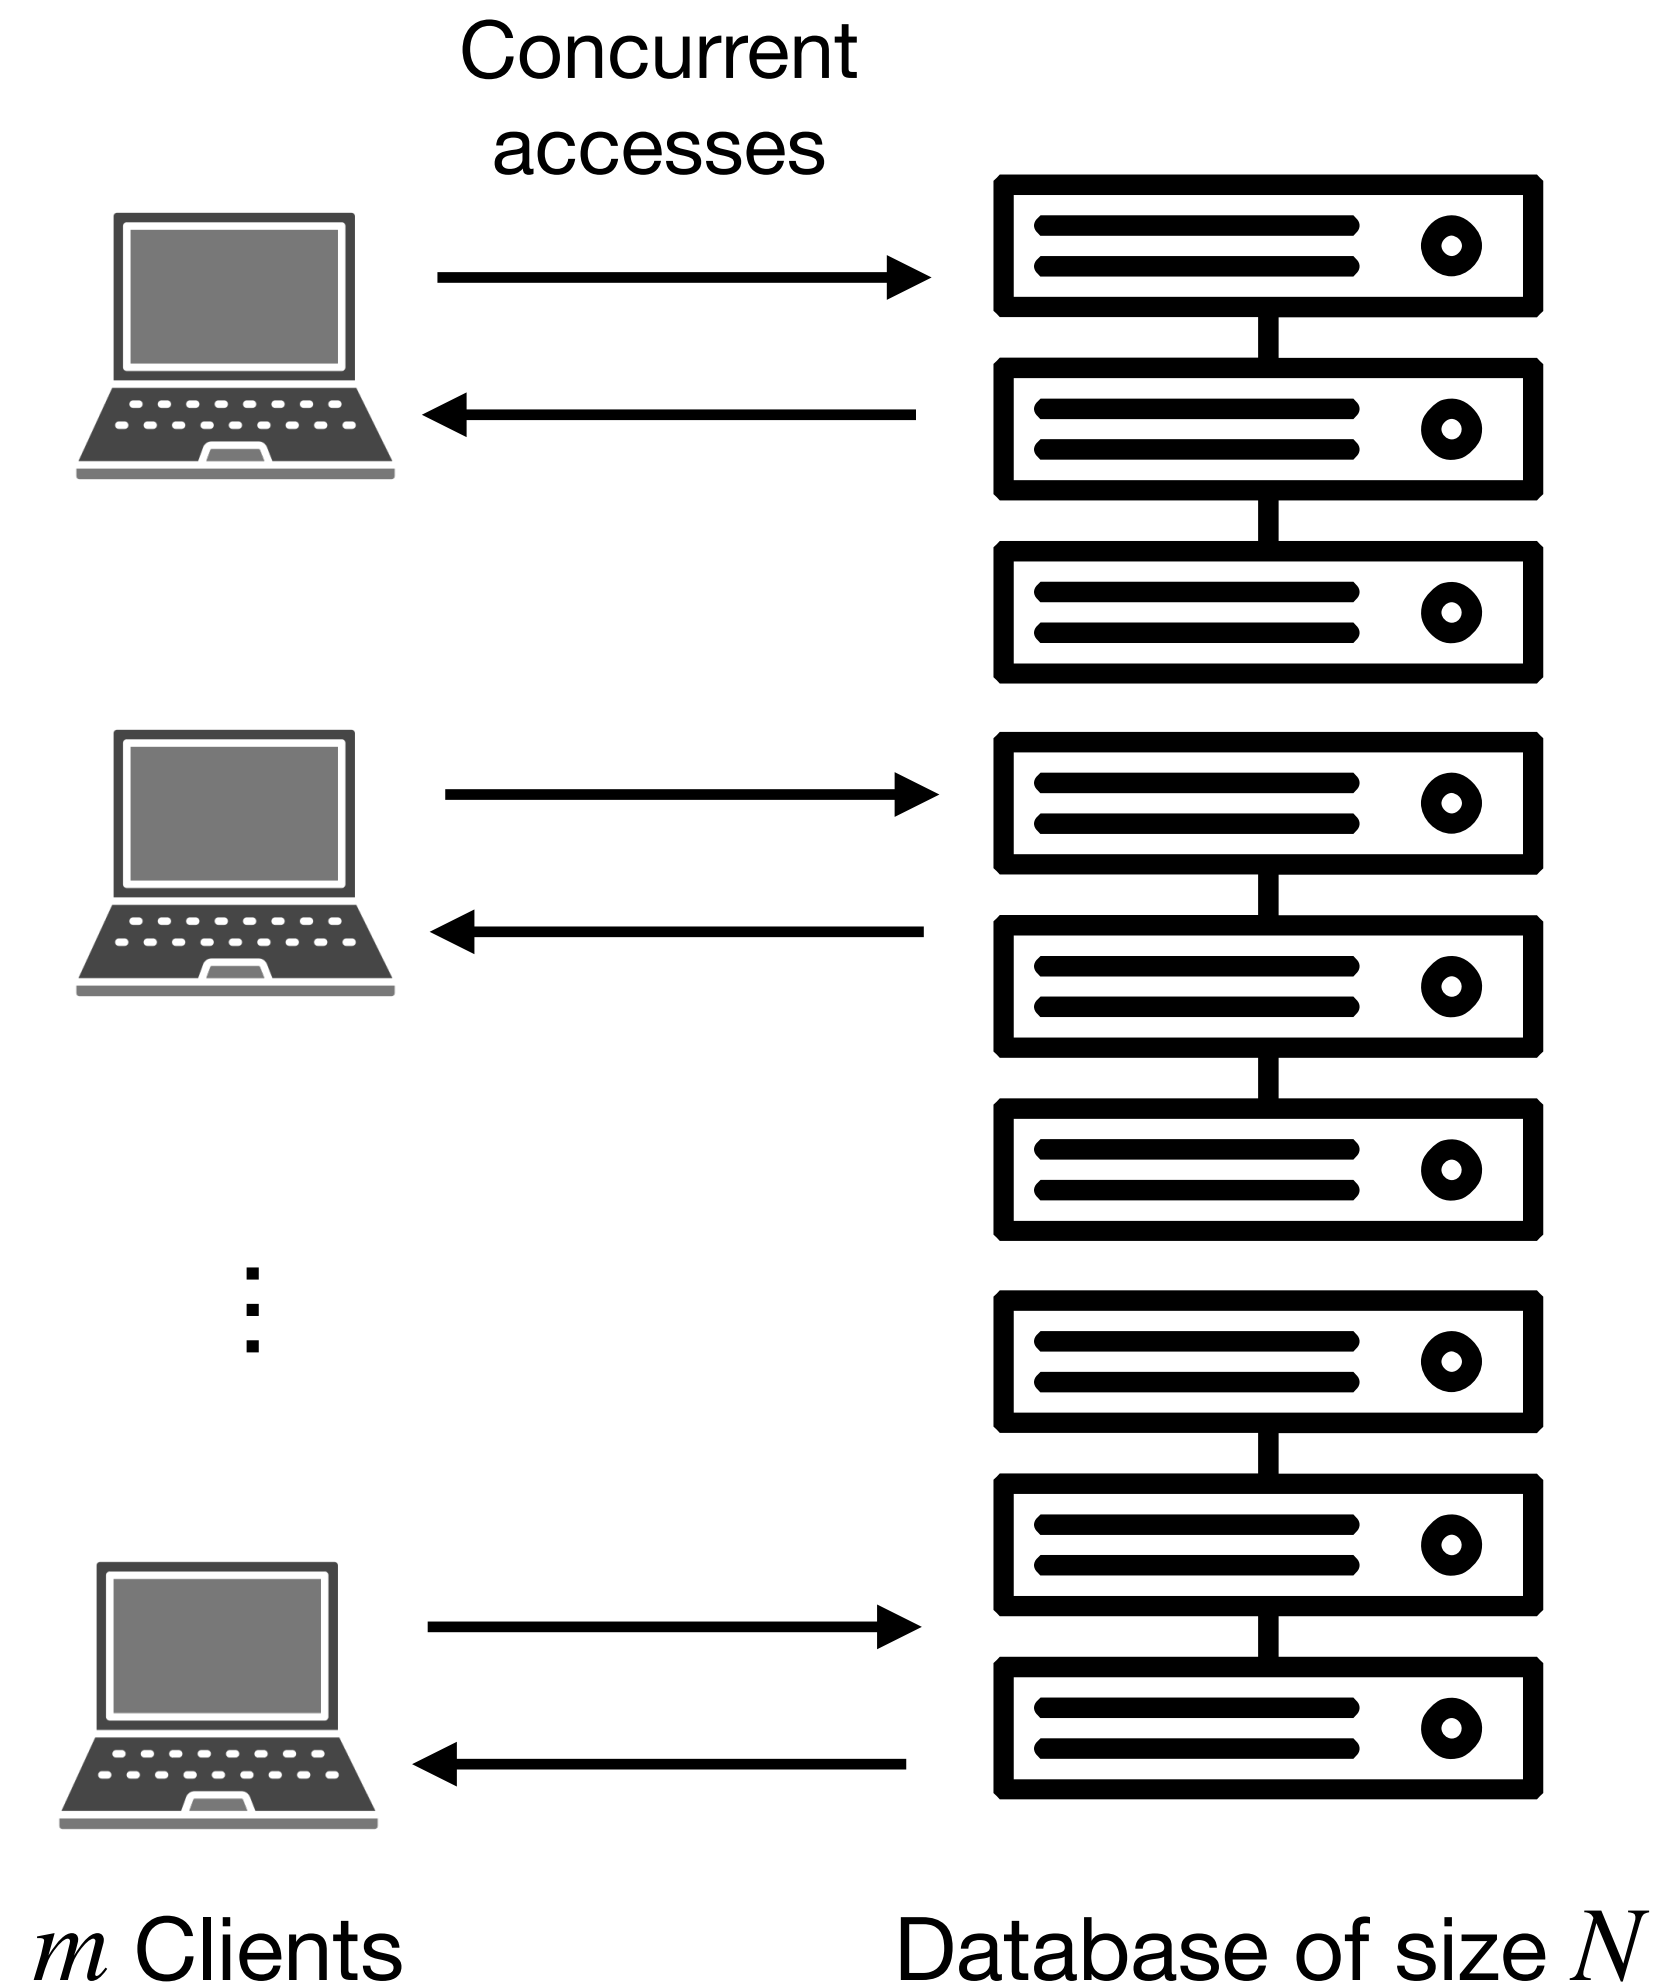 Concurrent
accesses
⋮
m Clients
Database of size N